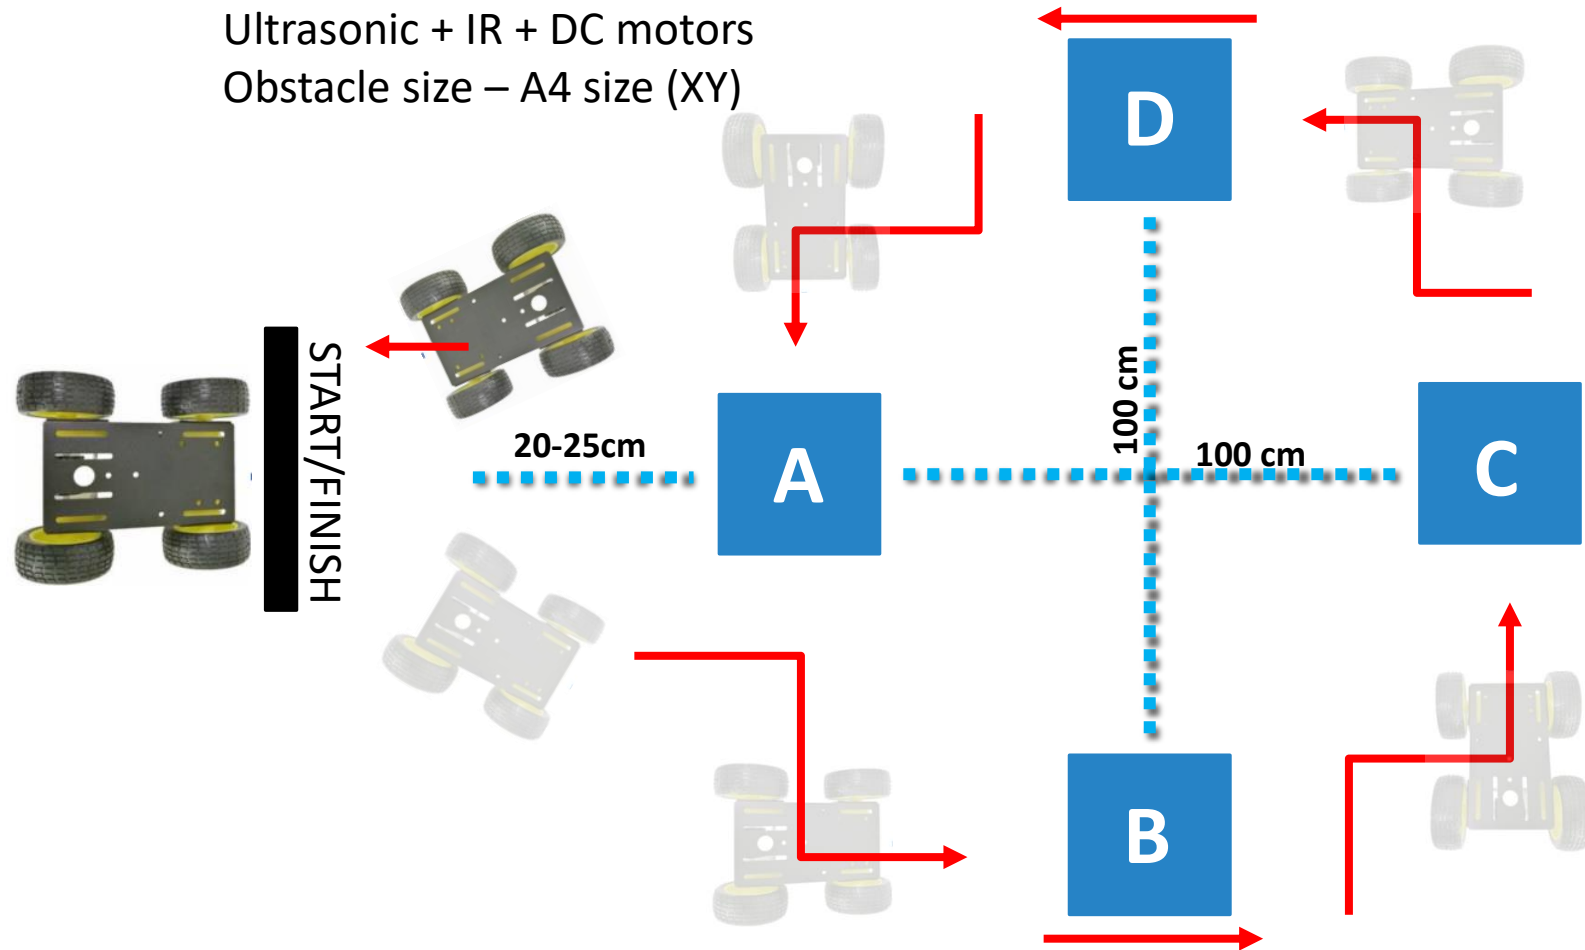 Ultrasonic + IR + DC motors
Obstacle size – A4 size (XY)
D
START/FINISH
20-25cm
A
100 cm
100 cm
C
B